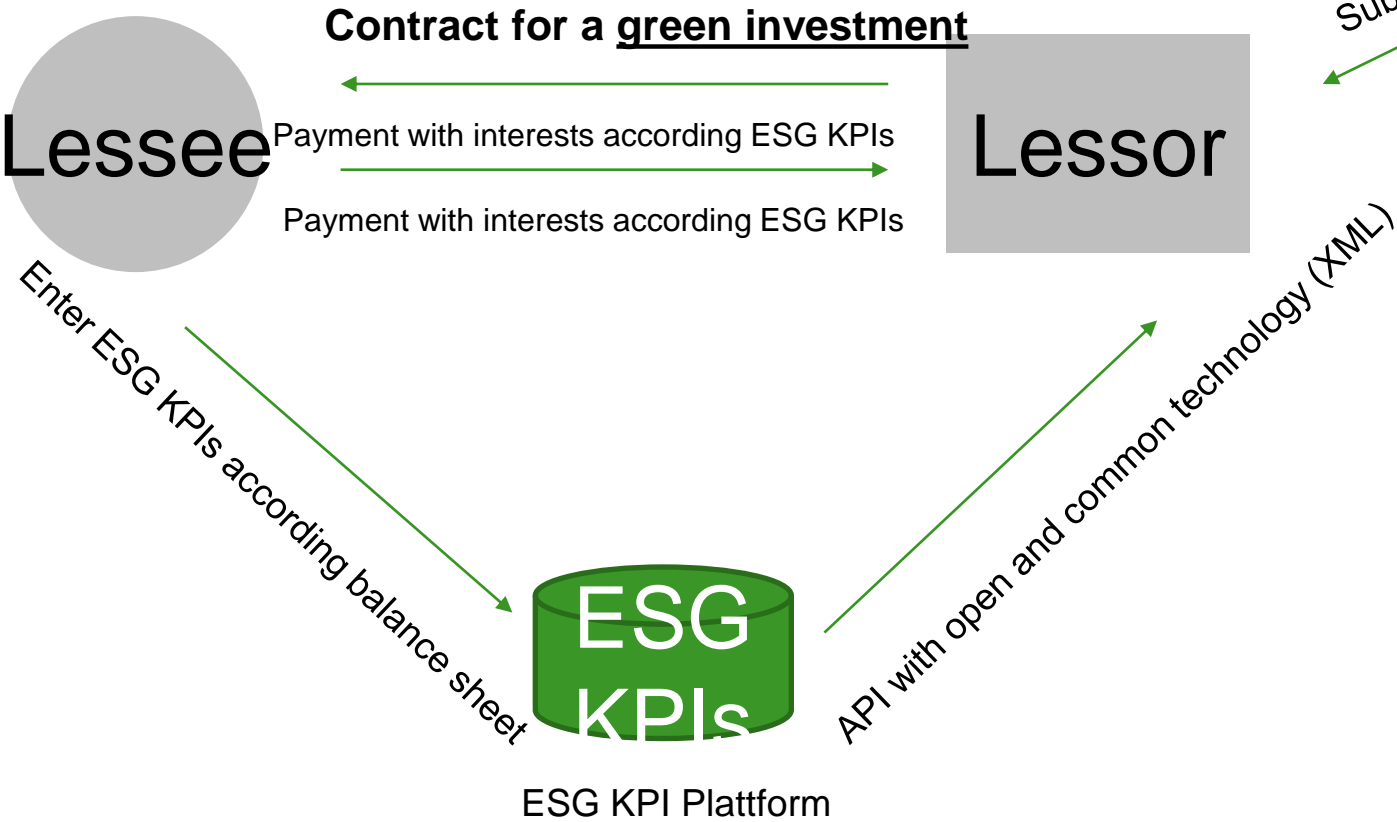 Contract for a green investment
Lessee
Payment with interests according ESG KPIs
Lessor
Payment with interests according ESG KPIs
Enter ESG KPIs according balance sheet
API with open and common technology (XML)
ESG
KPIs
ESG KPI Plattform